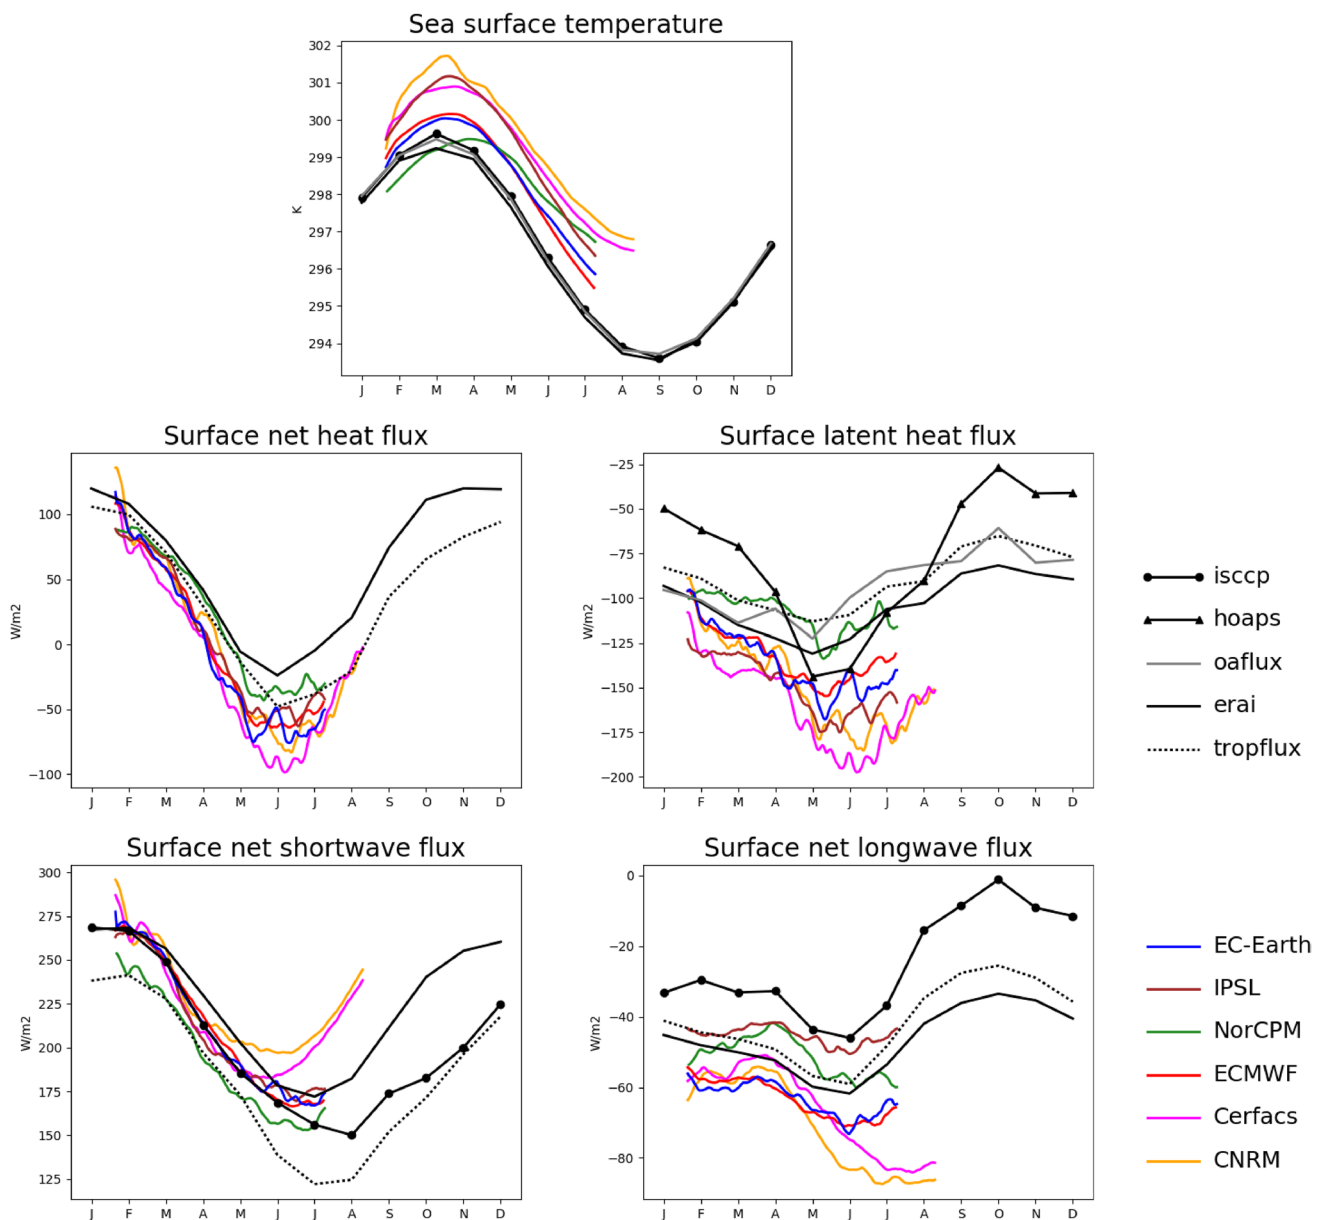 Sea surface temperature
302
301
300
299
298
297
296
295
294
K
J F M A M J J A S O N D
Surface net heat flux
100
50
0
−50
−100
W/m2
J F M A M J J A S O N D
Surface latent heat flux
−25
−50
−75
−100
−125
−150
−175
−200
W/m2
J F M A M J J A S O N D
isccp
hoaps
oaflux
erai
tropflux
Surface net shortwave flux
300
275
250
225
200
175
150
125
W/m2
J F M A M J J A S O N D
Surface net longwave flux
0
−20
−40
−60
−80
W/m2
J F M A M J J A S O N D
EC-Earth
IPSL
NorCPM
ECMWF
Cerfacs
CNRM